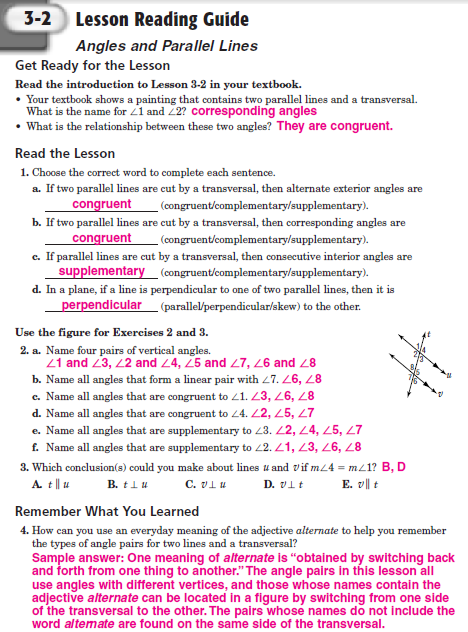 3-2 Lesson Reading Guide
Angles and Parallel Lines
Get Ready for the Lesson
Read the introduction to Lesson 3-2 in your textbook.
• Your textbook shows a painting that contains two parallel lines and a transversal.
What is the name for ∠1 and ∠2? corresponding angles
• What is the relationship between these two angles? They are congruent.
Read the Lesson
1. Choose the correct word to complete each sentence.
a. If two parallel lines are cut by a transversal, then alternate exterior angles are
congruent (congruent/complementary/supplementary).
b. If two parallel lines are cut by a transversal, then corresponding angles are
congruent (congruent/complementary/supplementary).
c. If parallel lines are cut by a transversal, then consecutive interior angles are
supplementary (congruent/complementary/supplementary).
d. In a plane, if a line is perpendicular to one of two parallel lines, then it is
perpendicular (parallel/perpendicular/skew) to the other.
Use the figure for Exercises 2 and 3.
2. a. Name four pairs of vertical angles.
∠1 and ∠3, ∠2 and ∠4, ∠5 and ∠7, ∠6 and ∠8
b. Name all angles that form a linear pair with ∠7. ∠6, ∠8
c. Name all angles that are congruent to ∠1. ∠3, ∠6, ∠8
d. Name all angles that are congruent to ∠4. ∠2, ∠5, ∠7
e. Name all angles that are supplementary to ∠3. ∠2, ∠4, ∠5, ∠7
f. Name all angles that are supplementary to ∠2. ∠1, ∠3, ∠6, ∠8
t
1 4
2 3
8 5
7 6
u
v
3. Which conclusion(s) could you make about lines u and v if m∠4 = m∠1? B, D
A. t ∥ u B. t ⊥ u C. v ⊥ u D. v ⊥ t E. v ∥ t
Remember What You Learned
4. How can you use an everyday meaning of the adjective alternate to help you remember
the types of angle pairs for two lines and a transversal?
Sample answer: One meaning of alternate is “obtained by switching back
and forth from one thing to another.” The angle pairs in this lesson all
use angles with different vertices, and those whose names contain the
adjective alternate can be located in a figure by switching from one side
of the transversal to the other. The pairs whose names do not include the
word alternate are found on the same side of the transversal.